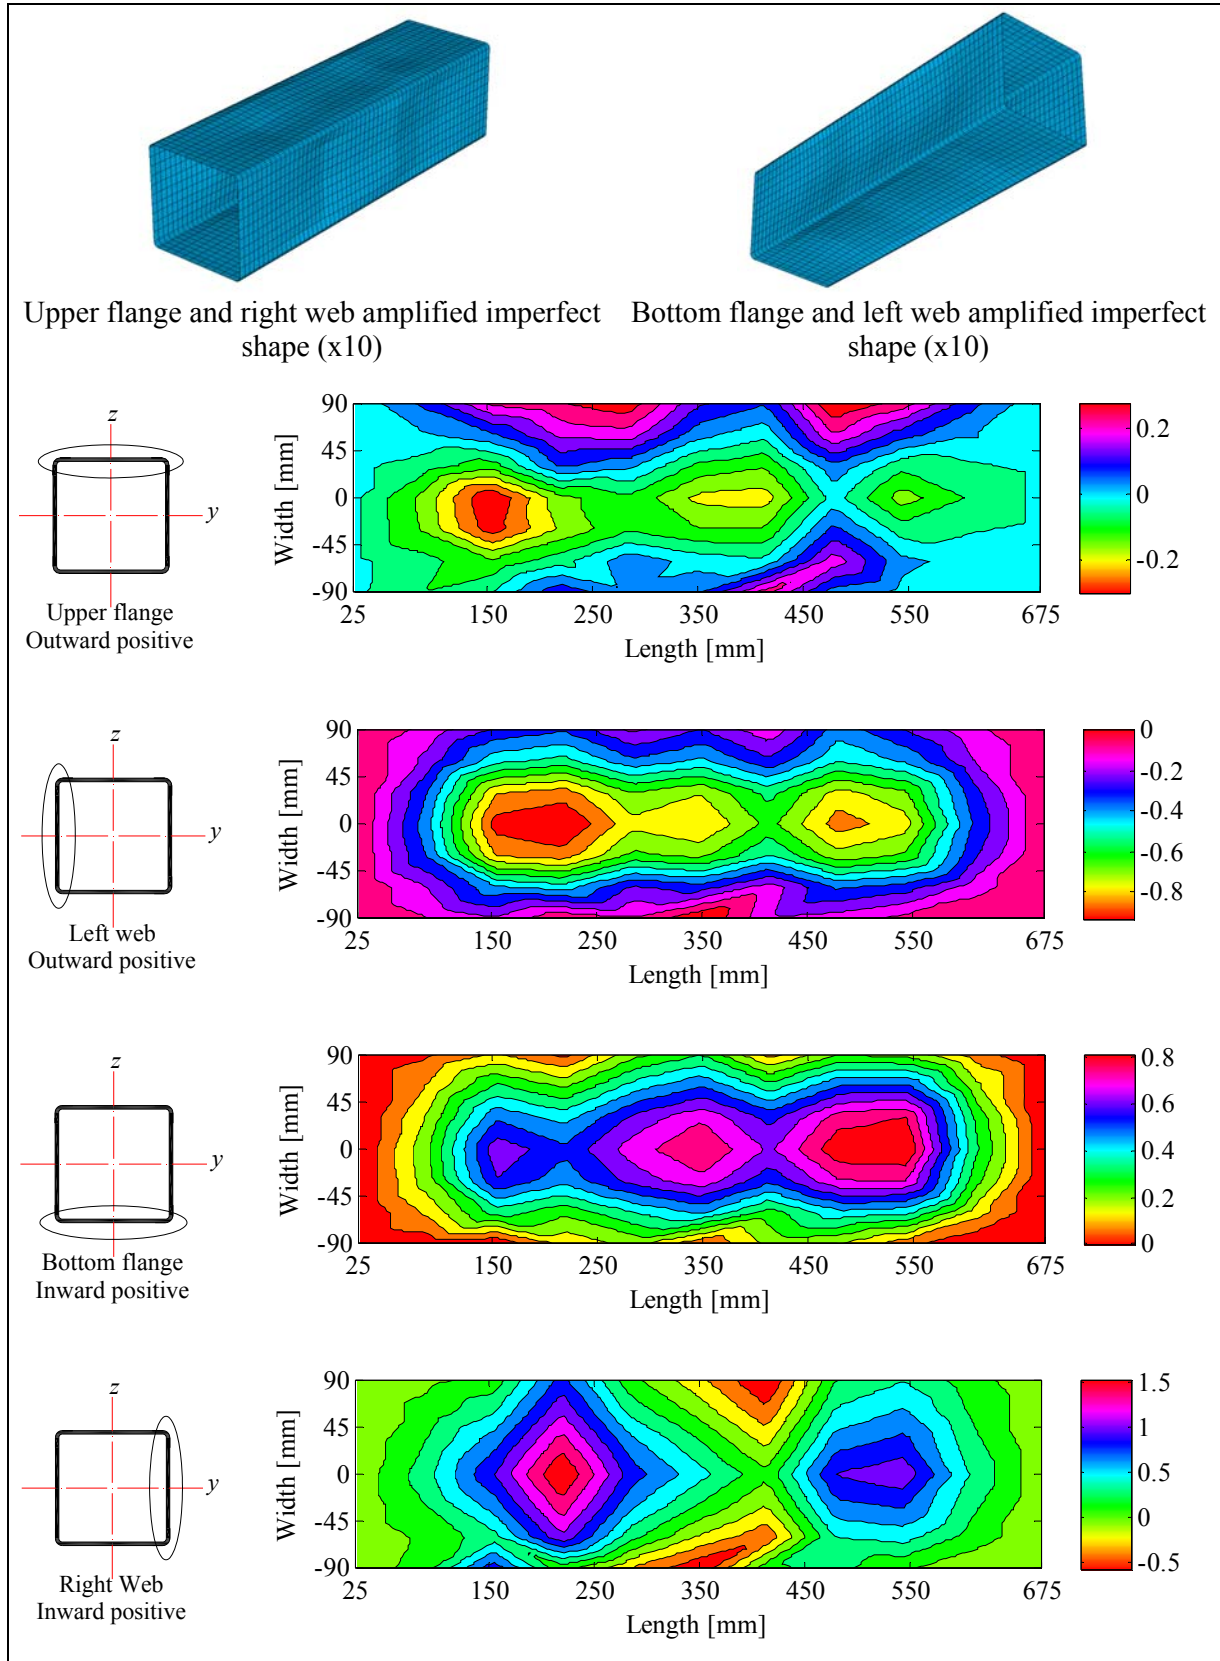 Upper flange and right web amplified imperfect
shape (x10)
Bottom flange and left web amplified imperfect
shape (x10)
z
y
Upper flange
Outward positive
90
45
0
-45
-90
Width [mm]
25 150 250 350 450 550 675
Length [mm]
0.2
0
-0.2
z
y
Left web
Outward positive
90
45
0
-45
-90
Width [mm]
25 150 250 350 450 550 675
Length [mm]
0
-0.2
-0.4
-0.6
-0.8
z
y
Bottom flange
Inward positive
90
45
0
-45
-90
Width [mm]
25 150 250 350 450 550 675
Length [mm]
0.8
0.6
0.4
0.2
0
z
y
Right Web
Inward positive
90
45
0
-45
-90
Width [mm]
25 150 250 350 450 550 675
Length [mm]
1.5
1
0.5
0
-0.5